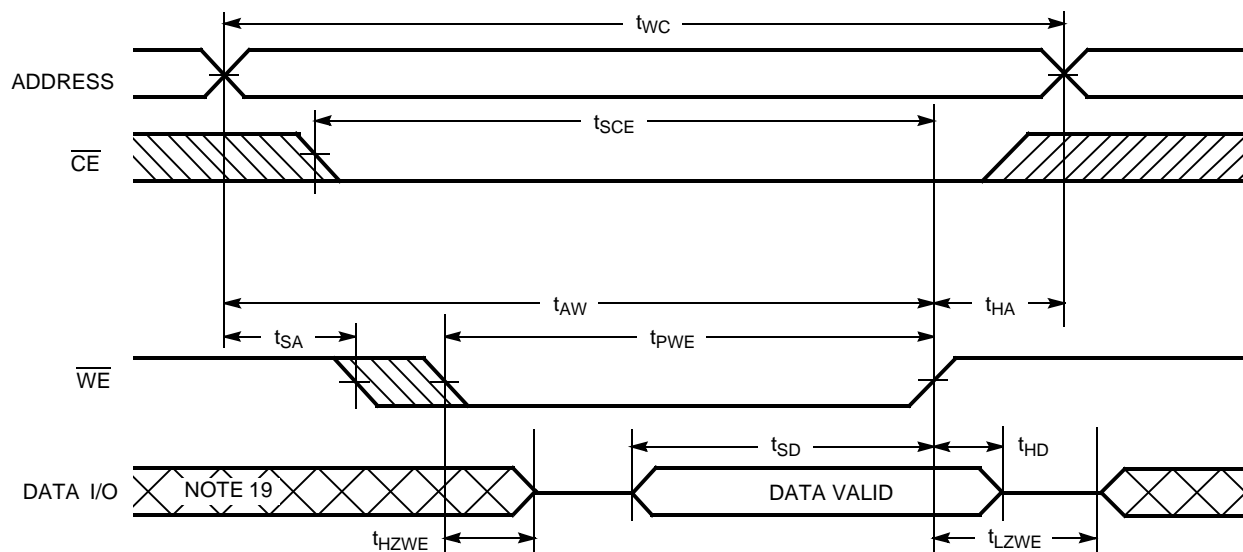 tWC
ADDRESS
tSCE
CE
tAW
tHA
tSA
tPWE
WE
tSD
tHD
DATA I/O
NOTE 19
DATA VALID
tHZWE
tLZWE